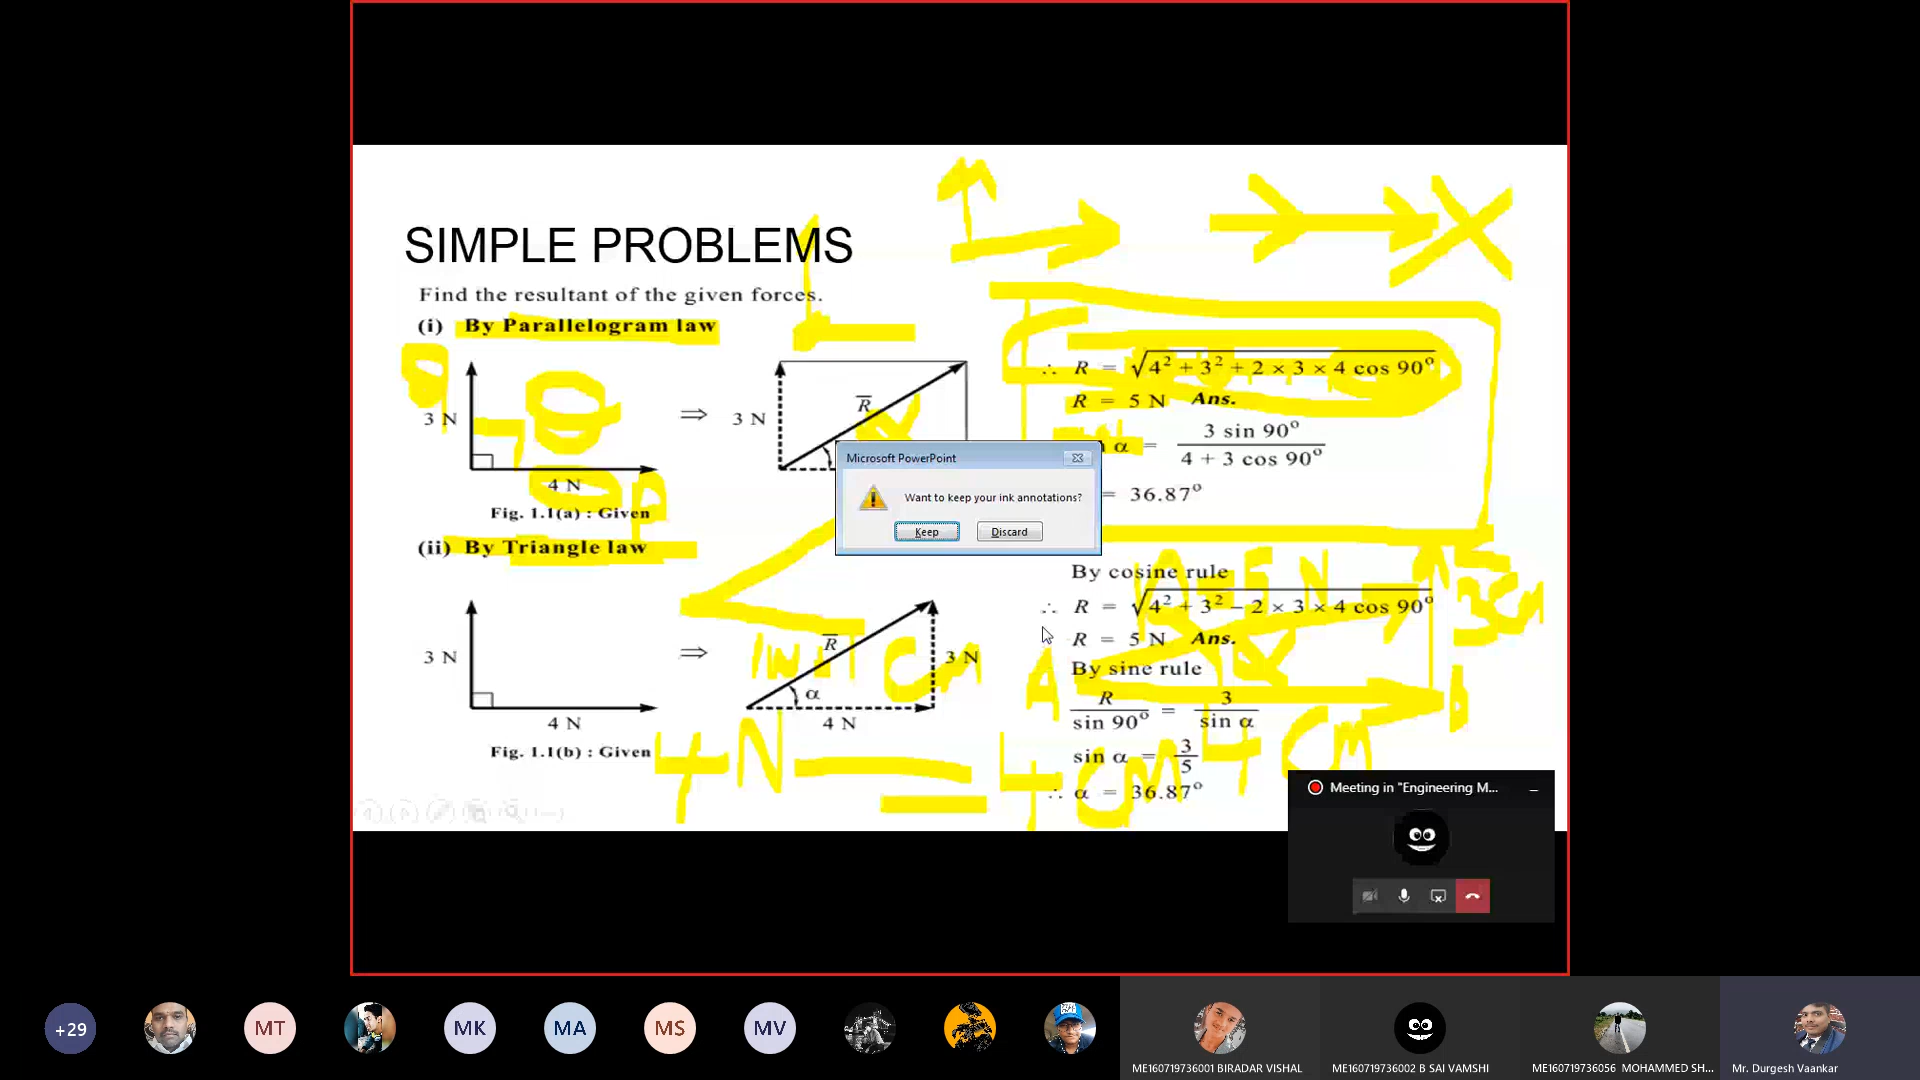 SIMPLE PROBLEMS
Find the resultant of the given forces.
(i) By Parallelogram law
3 N
4 N
Fig. 1.1(a) : Given
⇒
3 N
R̅
∴ R = √4² + 3² + 2 × 3 × 4 cos 90°
R = 5 N Ans.
α = 3 sin 90° / 4 + 3 cos 90°
= 36.87°
Microsoft PowerPoint
Want to keep your ink annotations?
Keep
Discard
(ii) By Triangle law
3 N
4 N
Fig. 1.1(b) : Given
⇒
R̅
α
3 N
4 N
By cosine rule
∴ R = √4² + 3² – 2 × 3 × 4 cos 90°
R = 5 N Ans.
By sine rule
R / sin 90° = 3 / sin α
sin α = 3/5
∴ α = 36.87°
CM
3CM
A
4N = 4CM
4CM
Meeting in "Engineering M...
+29
MT
MK
MA
MS
MV
ME160719736001 BIRADAR VISHAL
ME160719736002 B SAI VAMSHI
ME160719736056 MOHAMMED SH...
Mr. Durgesh Vaankar